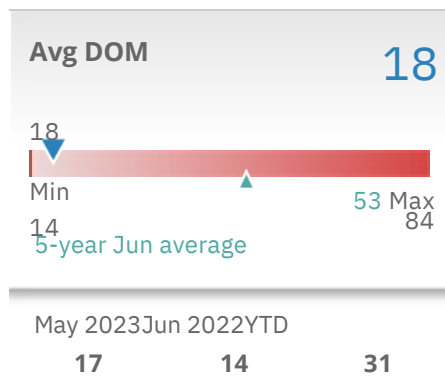 Avg DOM 18
18
Min
53 Max
14 84
5-year Jun average
May 2023Jun 2022YTD
17 14 31